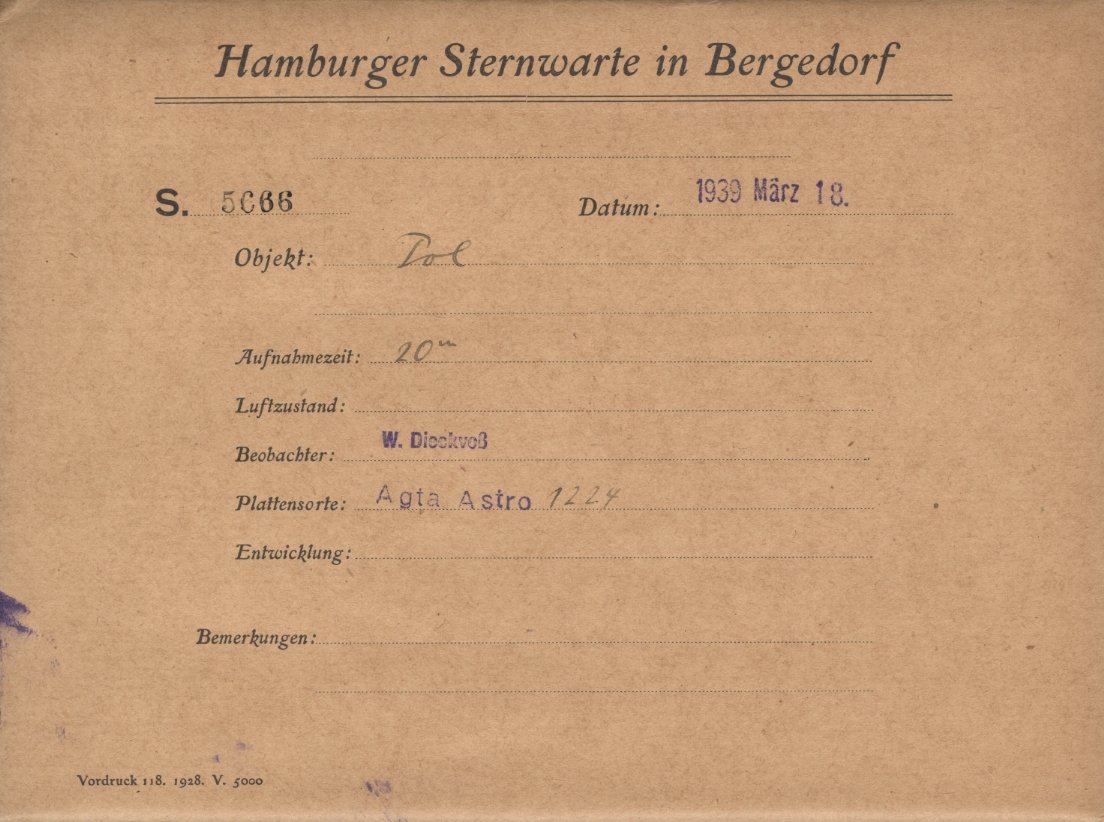 Hamburger Sternwarte in Bergedorf
S. 5666
Datum: 1939 März 18.
Objekt: Pol
Aufnahmezeit: 20m
Luftzustand:
Beobachter: W. Dieckvoß
Plattensorte: Agfa Astro 1224
Entwicklung:
Bemerkungen:
Vordruck 118. 1928. V. 5000